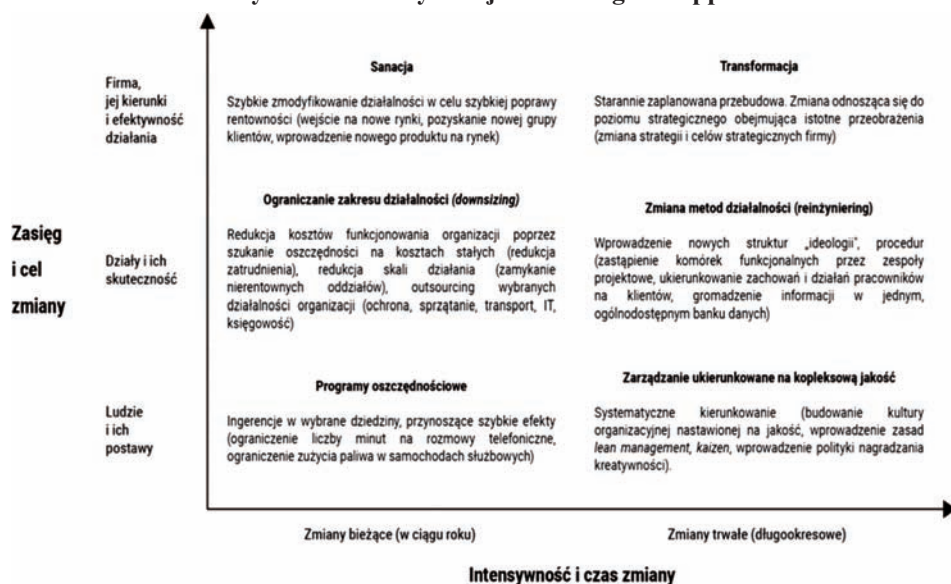 Firma,
jej kierunki
i efektywność
działania
Sanacja
Szybkie zmodyfikowanie działalności w celu szybkiej poprawy
rentowności (wejście na nowe rynki, pozyskanie nowej grupy
klientów, wprowadzenie nowego produktu na rynek)
Transformacja
Starannie zaplanowana przebudowa. Zmiana odnosząca się do
poziomu strategicznego obejmująca istotne przeobrażenia
(zmiana strategii i celów strategicznych firmy)
Zasięg
i cel
zmiany
Działy i ich
skuteczność
Ograniczanie zakresu działalności (downsizing)
Redukcja kosztów funkcjonowania organizacji poprzez
szukanie oszczędności na kosztach stałych (redukcja
zatrudnienia), redukcja skali działania (zamykanie
nierentownych oddziałów), outsourcing wybranych
działalności organizacji (ochrona, sprzątanie, transport, IT,
księgowość)
Zmiana metod działalności (reinżyniering)
Wprowadzenie nowych struktur „ideologii", procedur
(zastąpienie komórek funkcjonalnych przez zespoły
projektowe, ukierunkowanie zachowań i działań pracowników
na klientów, gromadzenie informacji w jednym,
ogólnodostępnym banku danych)
Ludzie
i ich
postawy
Programy oszczędnościowe
Ingerencje w wybrane dziedziny, przynoszące szybkie efekty
(ograniczenie liczby minut na rozmowy telefoniczne,
ograniczenie zużycia paliwa w samochodach służbowych)
Zarządzanie ukierunkowane na kopleksową jakość
Systematyczne kierunkowanie (budowanie kultury
organizacyjnej nastawionej na jakość, wprowadzenie zasad
lean management, kaizen, wprowadzenie polityki nagradzania
kreatywności).
Zmiany bieżące (w ciągu roku)
Zmiany trwałe (długookresowe)
Intensywność i czas zmiany